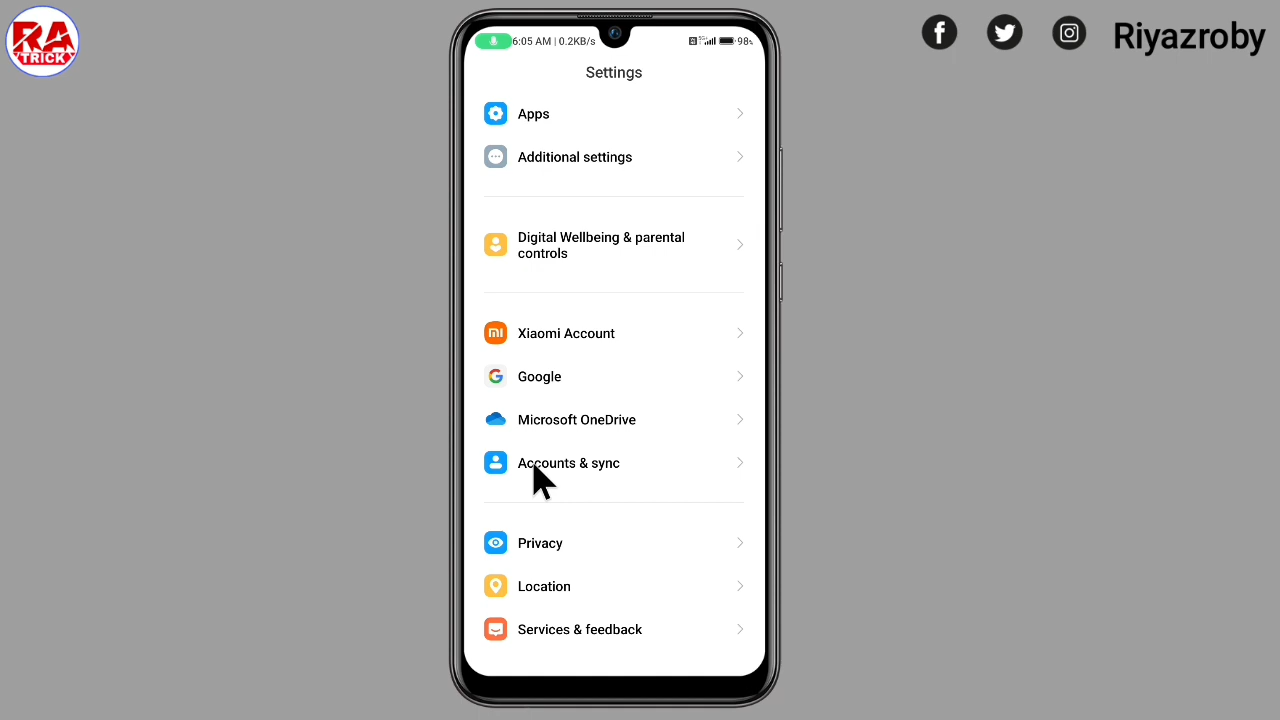 RA
TRICK
Riyazroby
6:05 AM | 0.2KB/s
98%
Settings
Apps
Additional settings
Digital Wellbeing & parental
controls
Xiaomi Account
Google
Microsoft OneDrive
Accounts & sync
Privacy
Location
Services & feedback